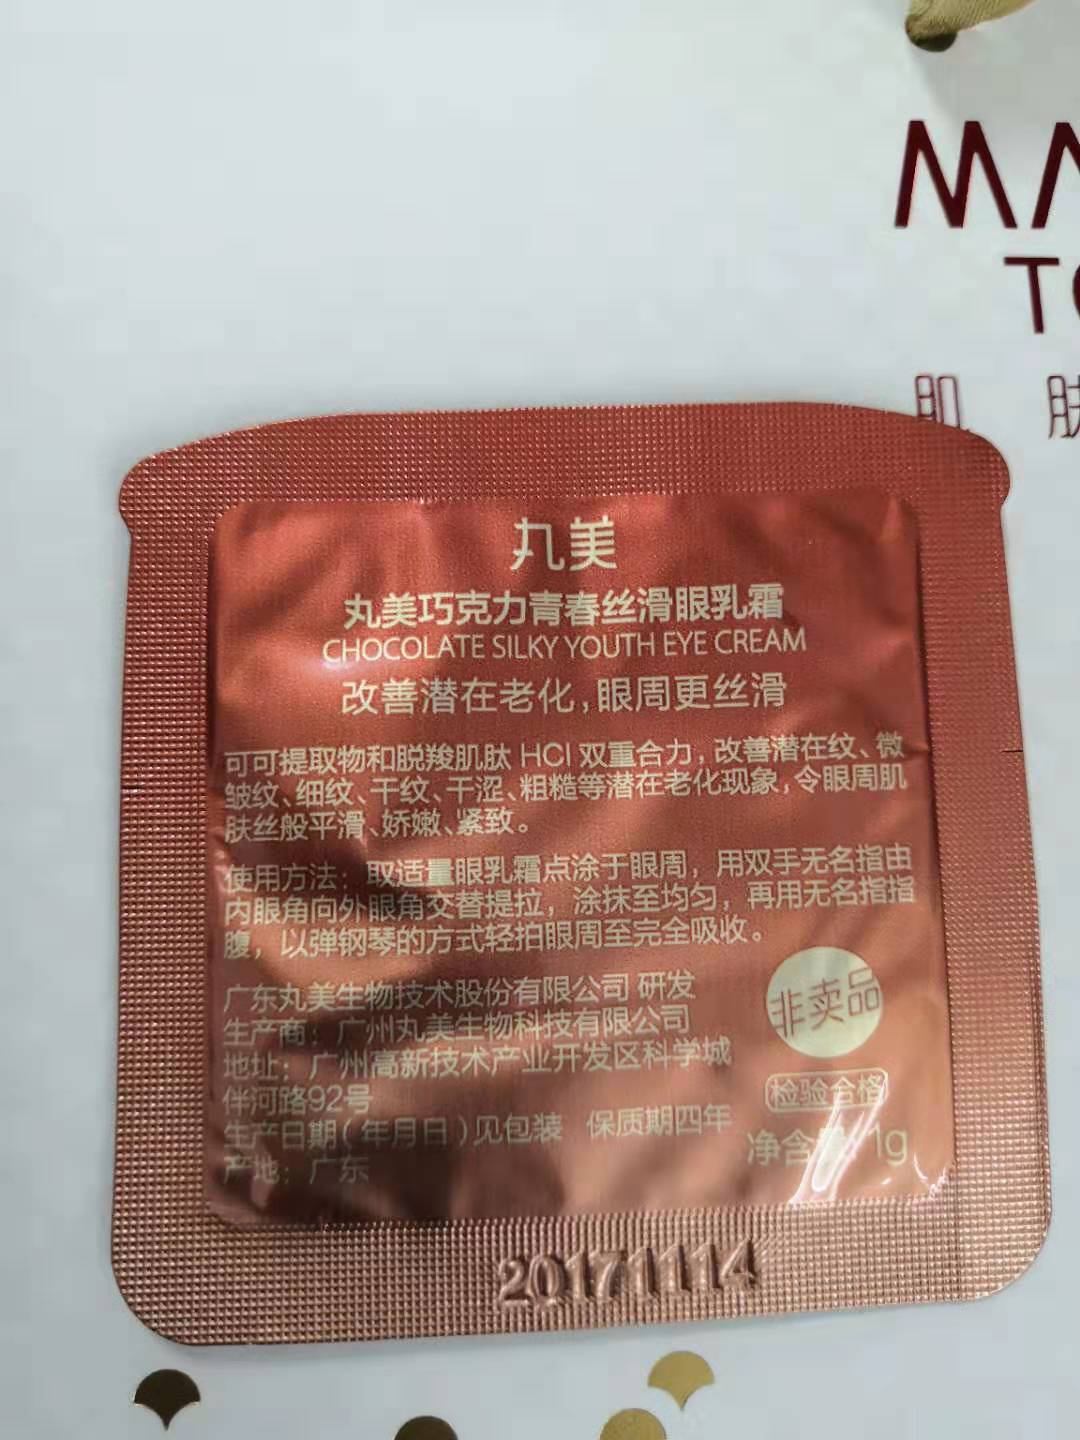 MA
TO
肌 肤
丸美
丸美巧克力青春丝滑眼乳霜
CHOCOLATE SILKY YOUTH EYE CREAM
改善潜在老化,眼周更丝滑
可可提取物和脱羧肌肽 HCl 双重合力,改善潜在纹、微
皱纹、细纹、干纹、干涩、粗糙等潜在老化现象,令眼周肌
肤丝般平滑、娇嫩、紧致。
使用方法：取适量眼乳霜点涂于眼周，用双手无名指由
内眼角向外眼角交替提拉，涂抹至均匀，再用无名指指
腹，以弹钢琴的方式轻拍眼周至完全吸收。
广东丸美生物技术股份有限公司 研发
生产商：广州丸美生物科技有限公司
地址：广州高新技术产业开发区科学城
伴河路92号
生产日期(年月日)见包装 保质期四年
产地：广东
非卖品
检验合格
净含量 1g
20171114